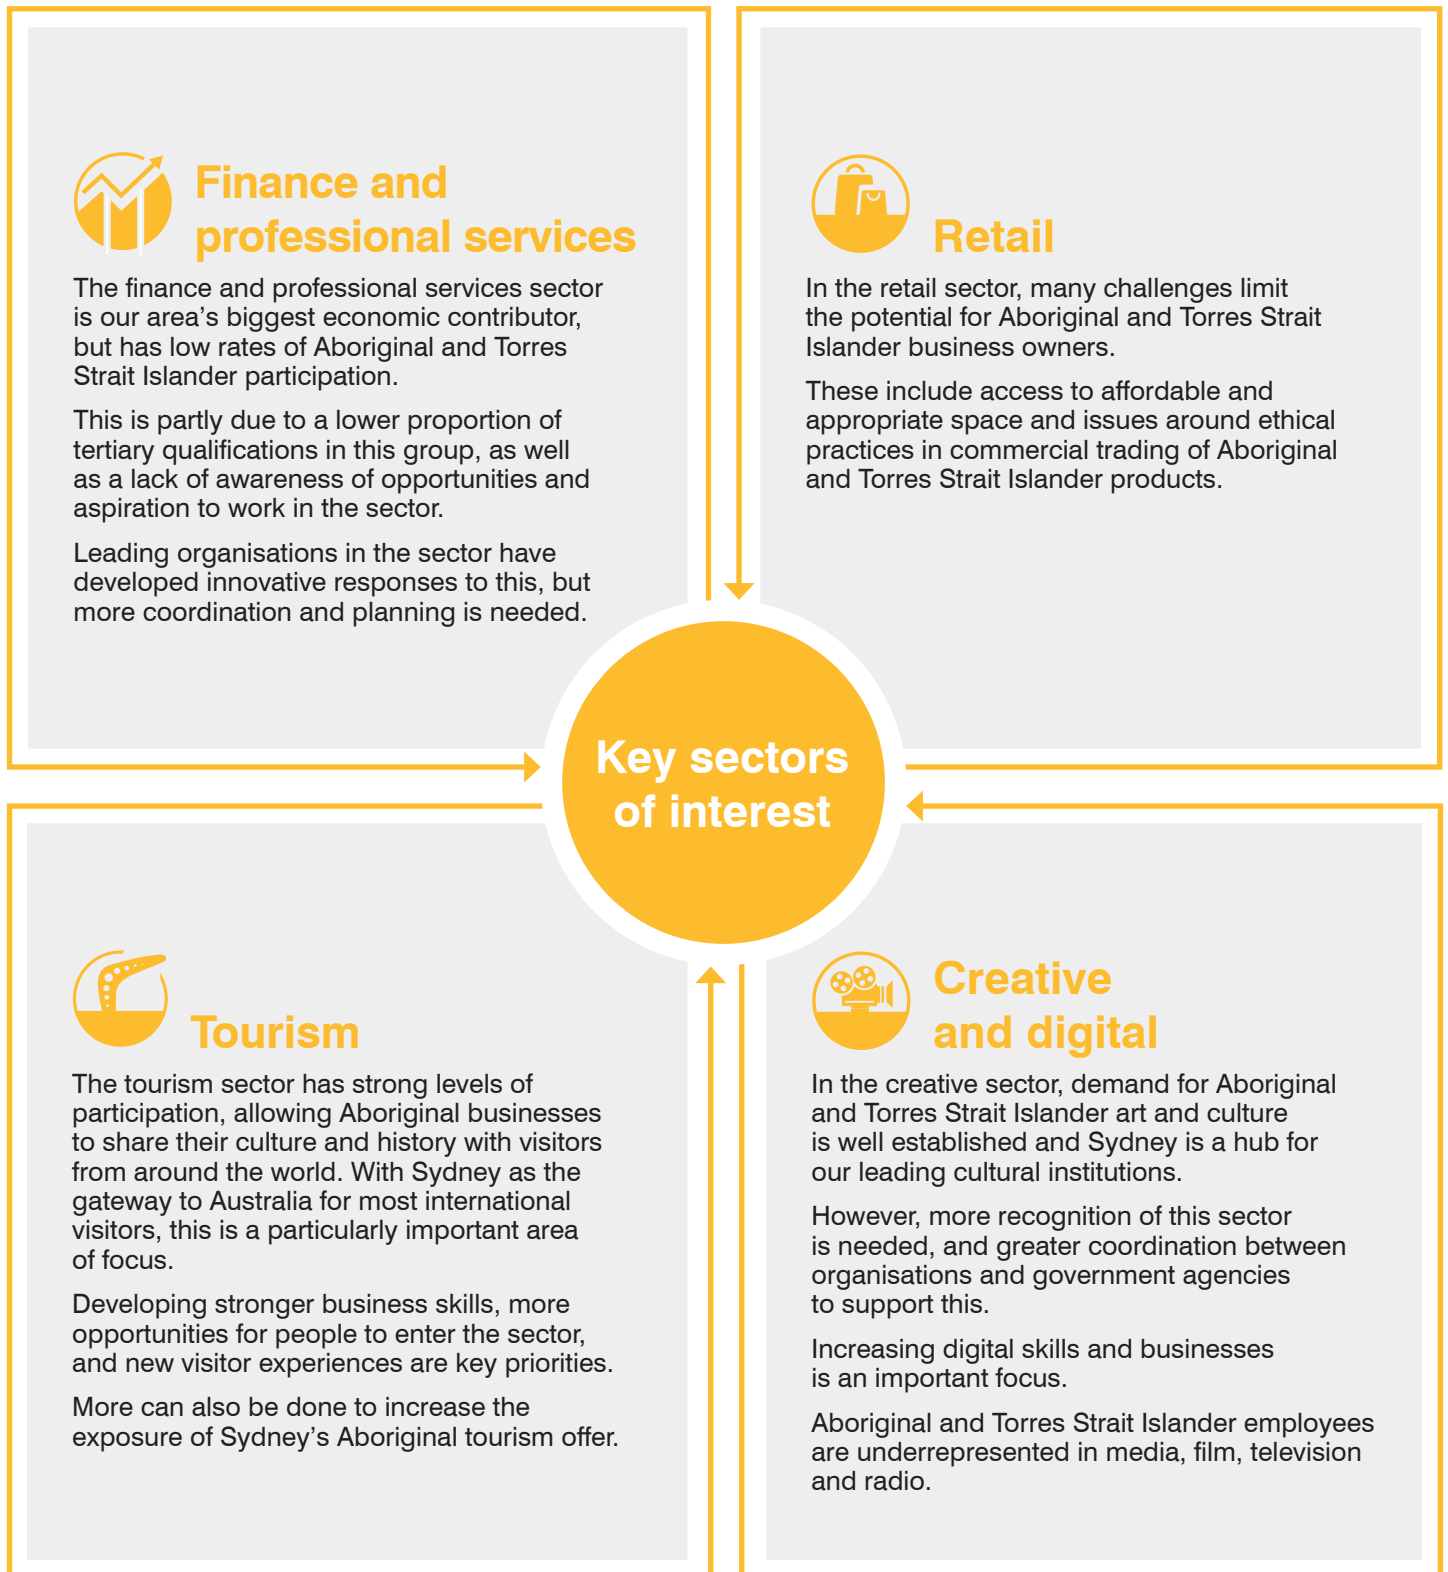 Finance and
professional services
The finance and professional services sector
is our area's biggest economic contributor,
but has low rates of Aboriginal and Torres
Strait Islander participation.
This is partly due to a lower proportion of
tertiary qualifications in this group, as well
as a lack of awareness of opportunities and
aspiration to work in the sector.
Leading organisations in the sector have
developed innovative responses to this, but
more coordination and planning is needed.
Retail
In the retail sector, many challenges limit
the potential for Aboriginal and Torres Strait
Islander business owners.
These include access to affordable and
appropriate space and issues around ethical
practices in commercial trading of Aboriginal
and Torres Strait Islander products.
Key sectors
of interest
Tourism
The tourism sector has strong levels of
participation, allowing Aboriginal businesses
to share their culture and history with visitors
from around the world. With Sydney as the
gateway to Australia for most international
visitors, this is a particularly important area
of focus.
Developing stronger business skills, more
opportunities for people to enter the sector,
and new visitor experiences are key priorities.
More can also be done to increase the
exposure of Sydney's Aboriginal tourism offer.
Creative
and digital
In the creative sector, demand for Aboriginal
and Torres Strait Islander art and culture
is well established and Sydney is a hub for
our leading cultural institutions.
However, more recognition of this sector
is needed, and greater coordination between
organisations and government agencies
to support this.
Increasing digital skills and businesses
is an important focus.
Aboriginal and Torres Strait Islander employees
are underrepresented in media, film, television
and radio.